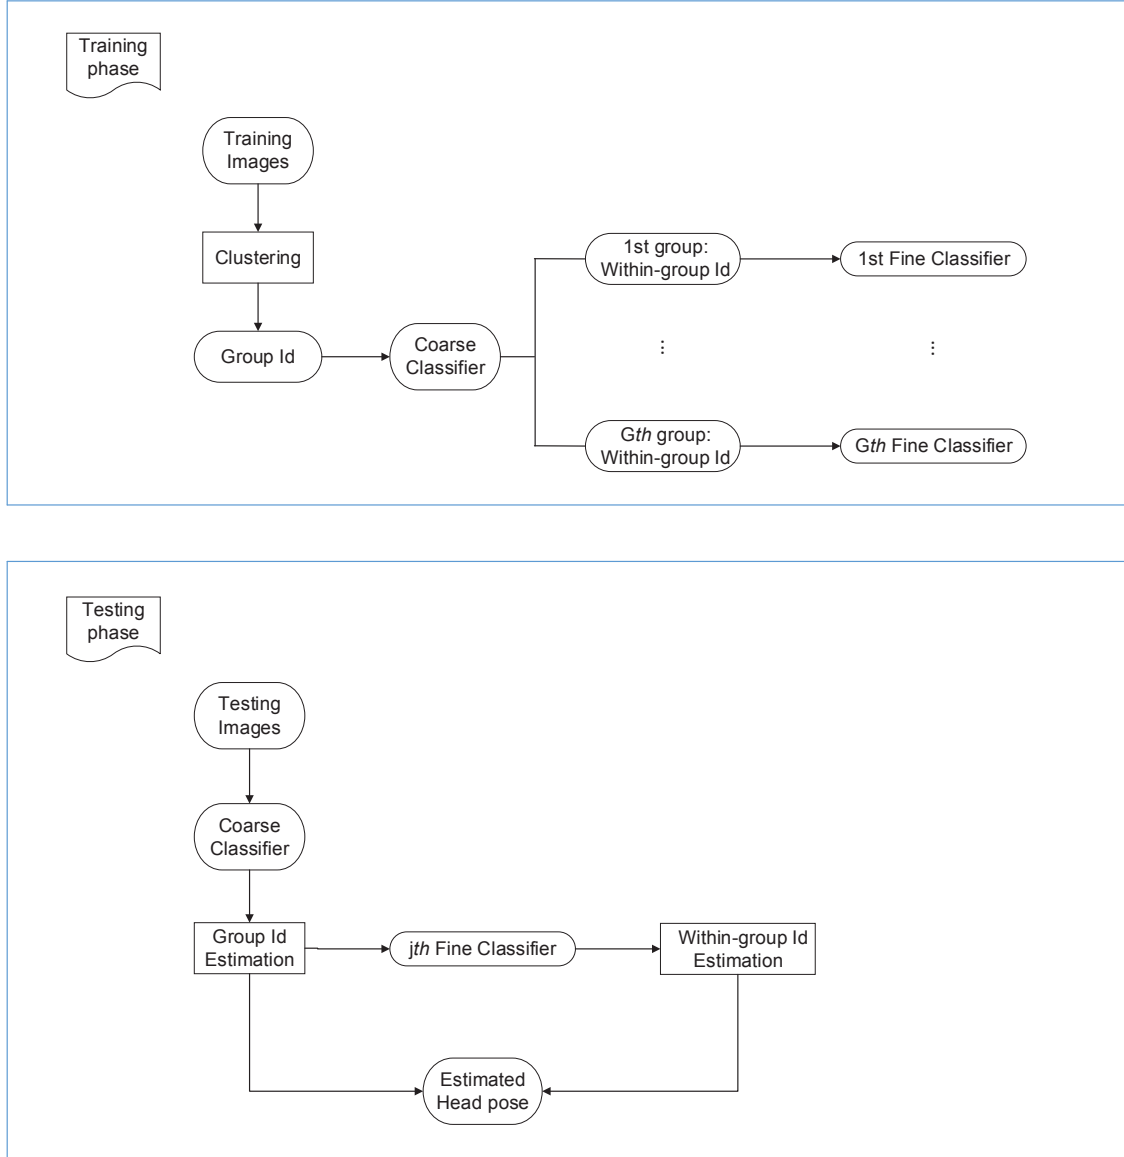 Training
phase
Training
Images
Clustering
Group Id
Coarse
Classifier
1st group:
Within-group Id
1st Fine Classifier
⋮
⋮
Gth group:
Within-group Id
Gth Fine Classifier
Testing
phase
Testing
Images
Coarse
Classifier
Group Id
Estimation
jth Fine Classifier
Within-group Id
Estimation
Estimated
Head pose